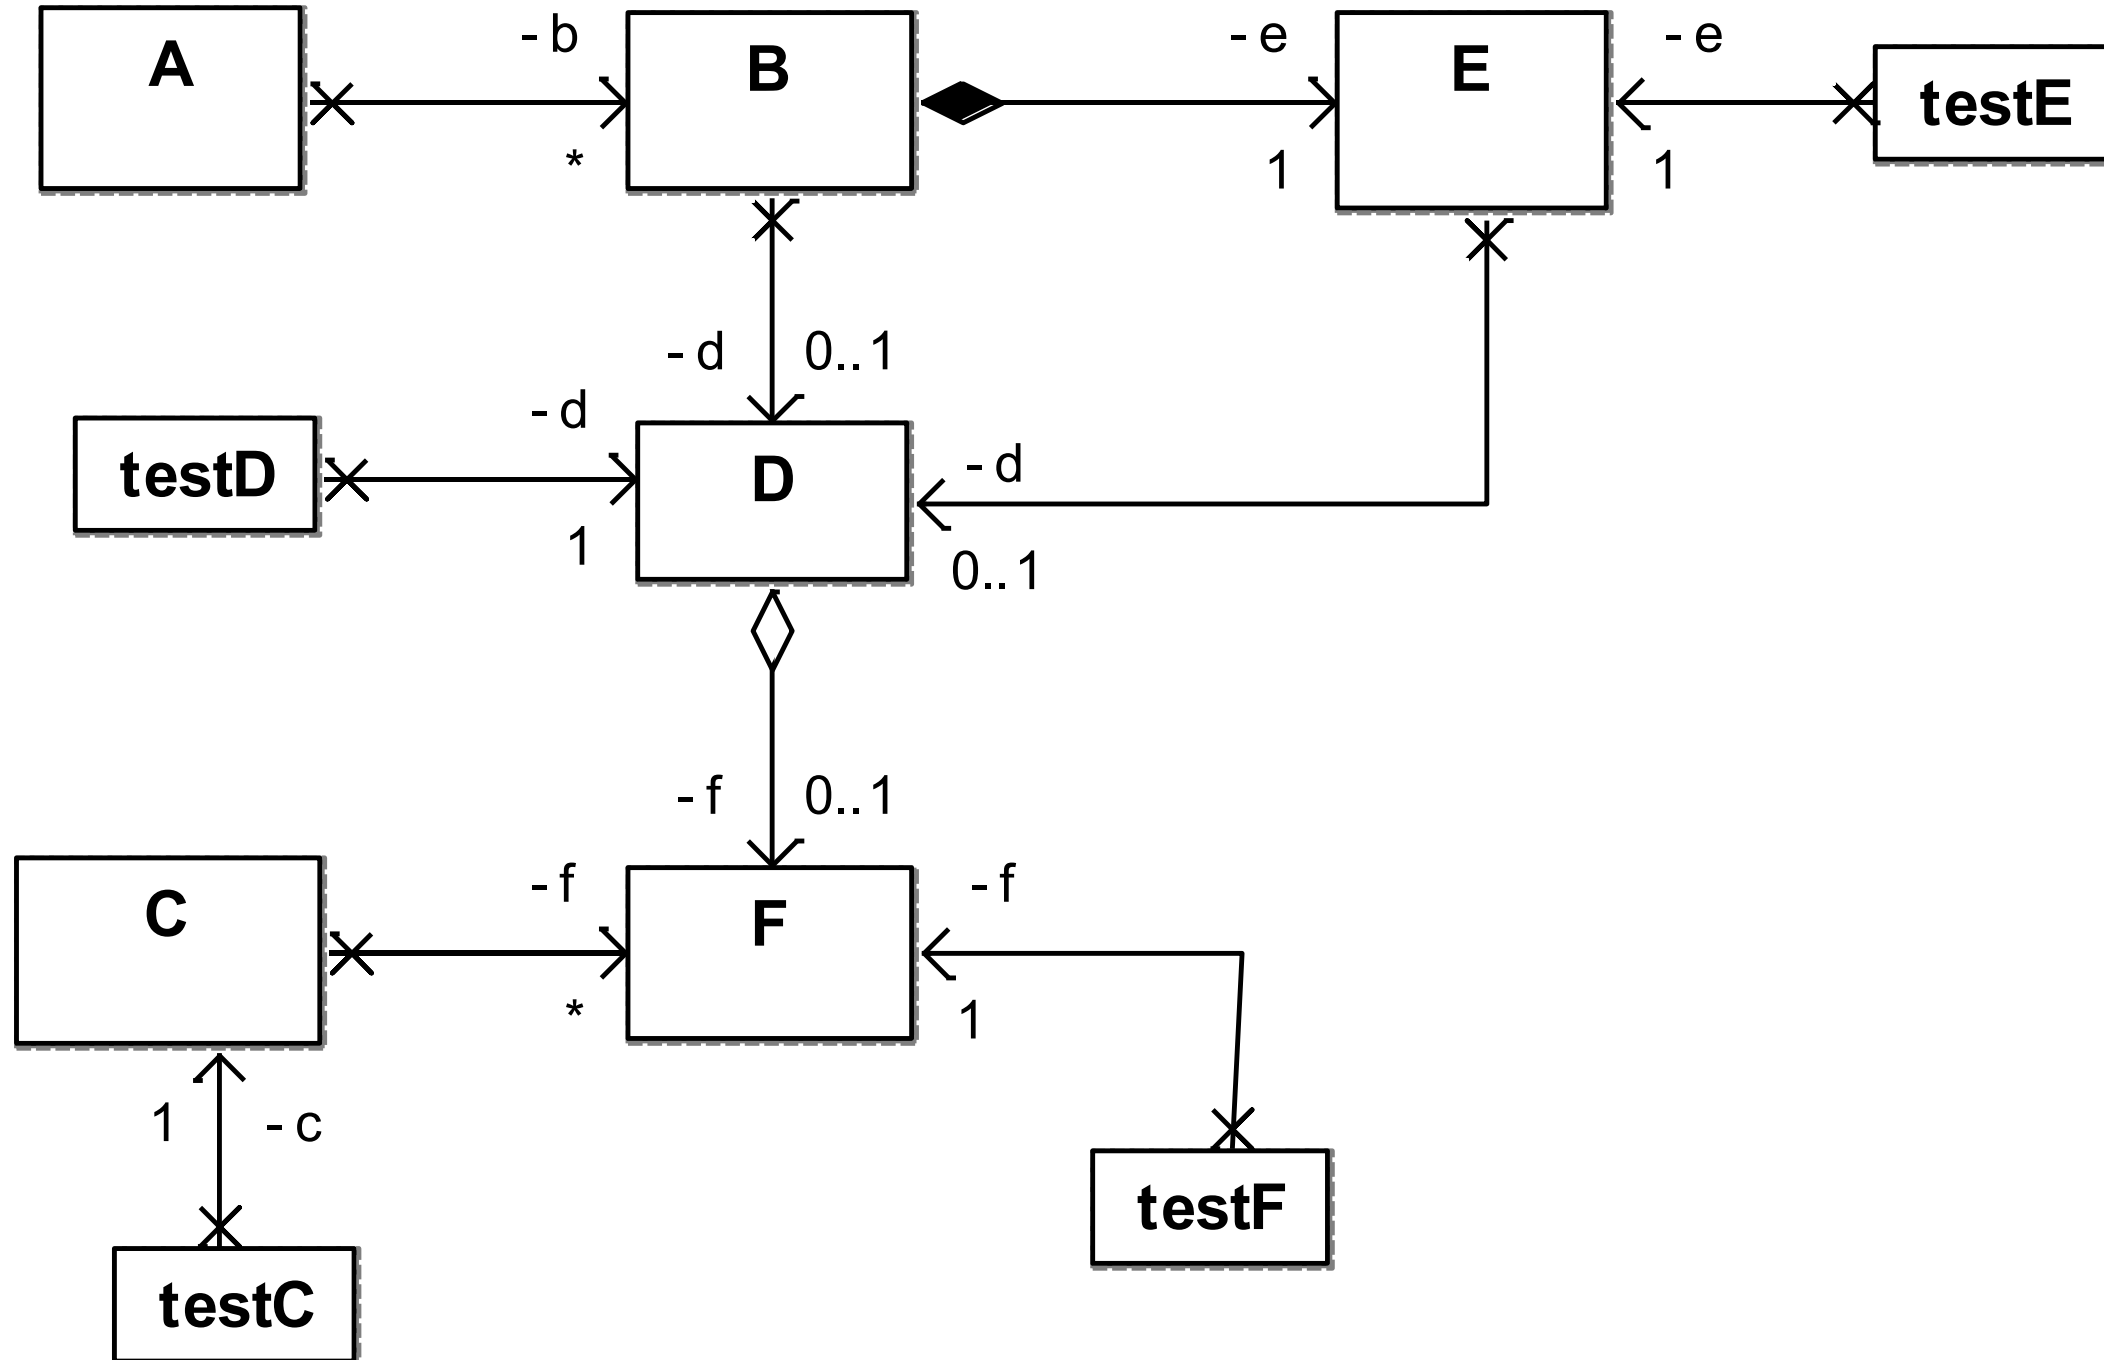 - b
- e
- e
A
B
E
testE
*
1
1
- d
0..1
- d
testD
D
- d
1
0..1
- f
0..1
- f
- f
C
F
*
1
1
- c
testF
testC